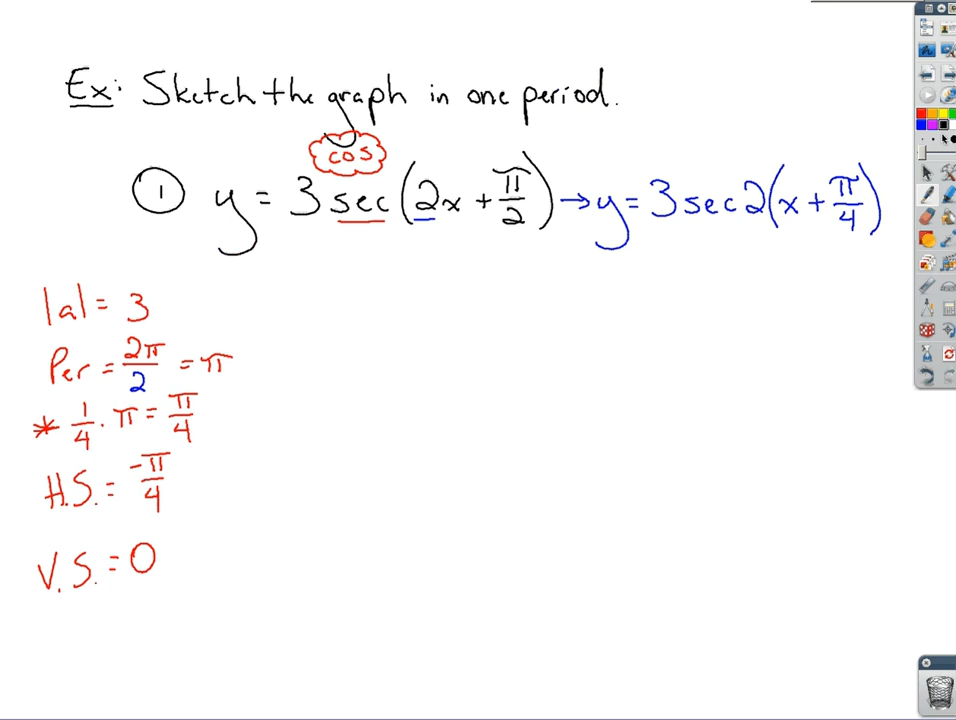 Ex: Sketch the graph in one period.
cos
① y = 3 sec (2x + π/2) → y = 3 sec 2(x + π/4)
|a| = 3
Per = 2π/2 = π
* 1/4 · π = π/4
H.S. = -π/4
V.S. = 0